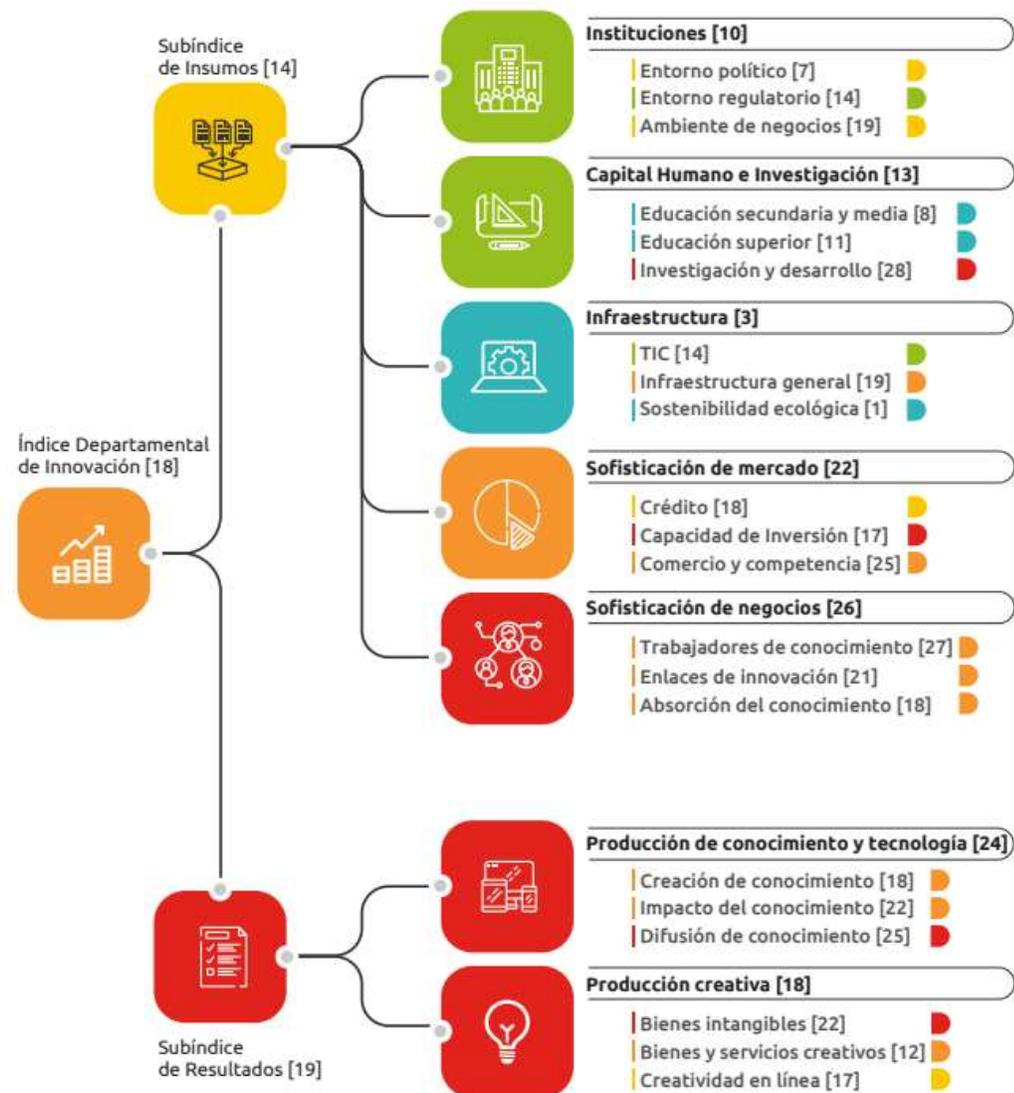 Subíndice
de Insumos [14]
Instituciones [10]
Entorno político [7]
Entorno regulatorio [14]
Ambiente de negocios [19]
Capital Humano e Investigación [13]
Educación secundaria y media [8]
Educación superior [11]
Investigación y desarrollo [28]
Infraestructura [3]
TIC [14]
Infraestructura general [19]
Sostenibilidad ecológica [1]
Índice Departamental
de Innovación [18]
Sofisticación de mercado [22]
Crédito [18]
Capacidad de Inversión [17]
Comercio y competencia [25]
Sofisticación de negocios [26]
Trabajadores de conocimiento [27]
Enlaces de innovación [21]
Absorción del conocimiento [18]
Producción de conocimiento y tecnología [24]
Creación de conocimiento [18]
Impacto del conocimiento [22]
Difusión de conocimiento [25]
Producción creativa [18]
Bienes intangibles [22]
Bienes y servicios creativos [12]
Creatividad en línea [17]
Subíndice
de Resultados [19]